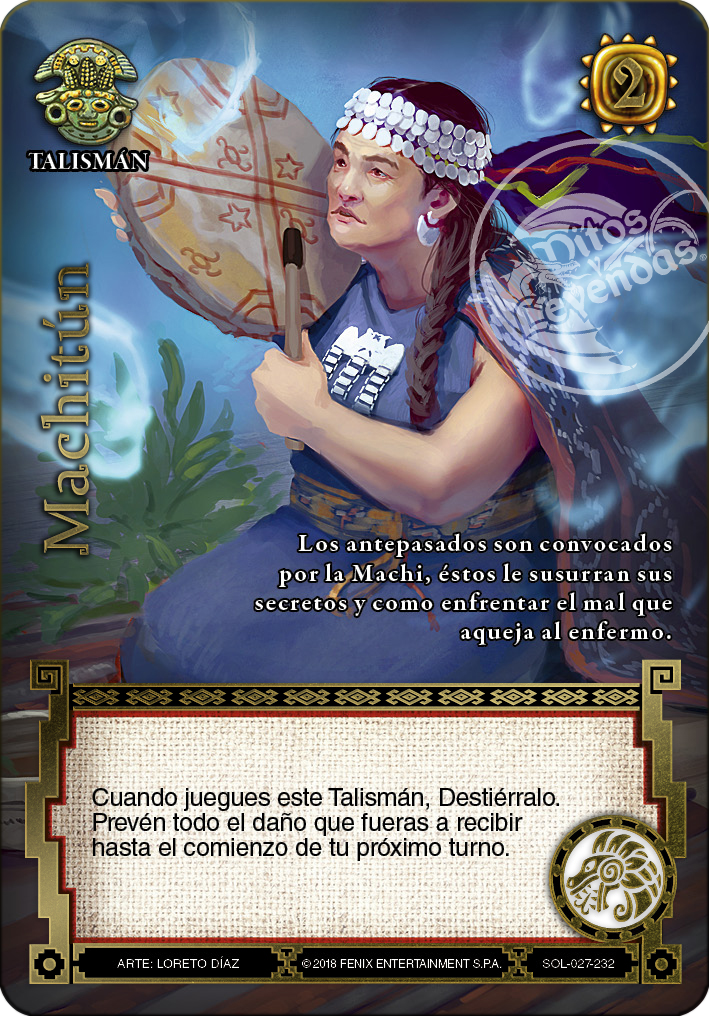 TALISMÁN
2
Mitos
y
Leyendas
Machitún
Los antepasados son convocados
por la Machi, éstos le susurran sus
secretos y como enfrentar el mal que
aqueja al enfermo.
Cuando juegues este Talismán, Destiérralo.
Prevén todo el daño que fueras a recibir
hasta el comienzo de tu próximo turno.
ARTE: LORETO DÍAZ
© 2018 FENIX ENTERTAINMENT S.P.A.
SOL-027-232